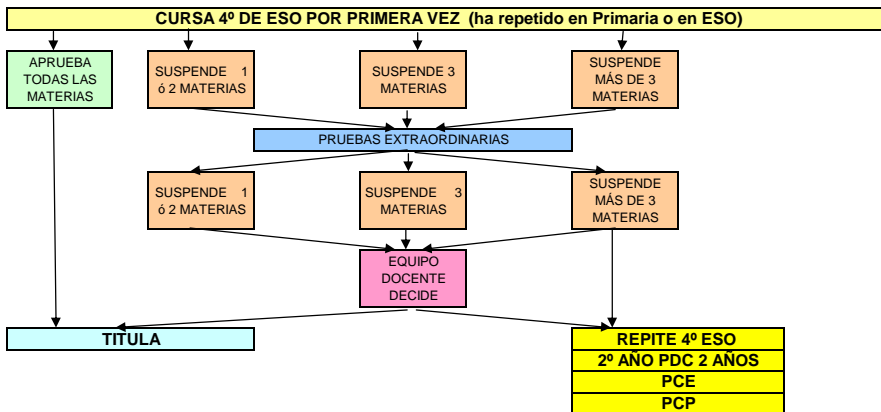 CURSA 4º DE ESO POR PRIMERA VEZ (ha repetido en Primaria o en ESO)
APRUEBA
TODAS LAS
MATERIAS
SUSPENDE 1
ó 2 MATERIAS
SUSPENDE 3
MATERIAS
SUSPENDE
MÁS DE 3
MATERIAS
PRUEBAS EXTRAORDINARIAS
SUSPENDE 1
ó 2 MATERIAS
SUSPENDE 3
MATERIAS
SUSPENDE
MÁS DE 3
MATERIAS
EQUIPO
DOCENTE
DECIDE
TITULA
REPITE 4º ESO
2º AÑO PDC 2 AÑOS
PCE
PCP